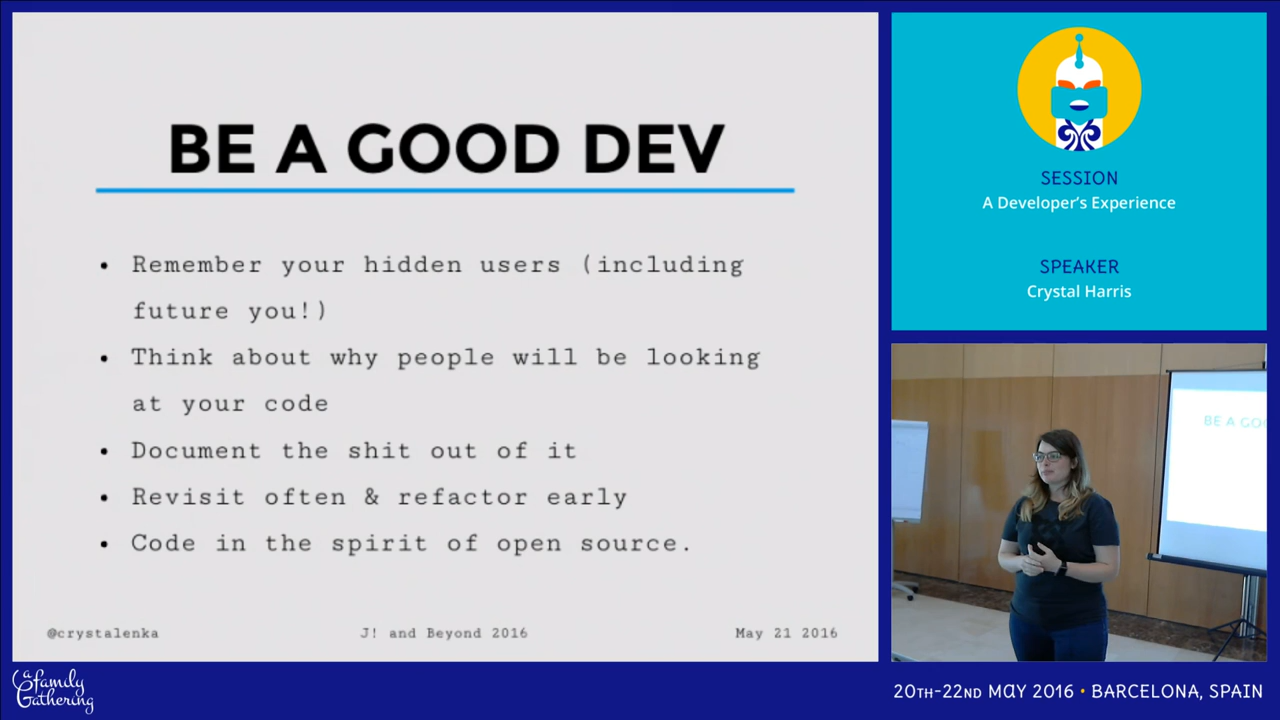 BE A GOOD DEV
• Remember your hidden users (including
future you!)
• Think about why people will be looking
at your code
• Document the shit out of it
• Revisit often & refactor early
• Code in the spirit of open source.
@crystalenka J! and Beyond 2016 May 21 2016
SESSION
A Developer's Experience
SPEAKER
Crystal Harris
BE A GOO
a family
Gathering
20TH-22ND MAY 2016 • BARCELONA, SPAIN